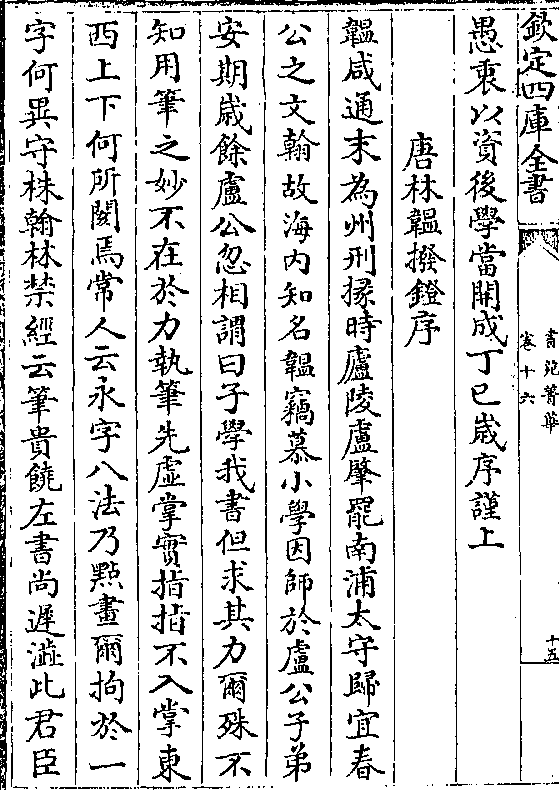 欽定四庫全書
書苑菁華
卷十六
十五
愚衷以資後學當開成丁巳嵗序謹上
唐林韞撥鐙序
韞咸通末為州刑掾時廬陵盧肇罷南浦太守歸宜春
公之文翰故海内知名韞竊慕小學因師於盧公子弟
安期嵗餘盧公忽相謂曰子學我書但求其力爾殊不
知用筆之妙不在於力執筆先虚掌實指指不入掌東
西上下何所閡焉常人云永字八法乃點畫爾拘於一
字何異守株翰林禁經云筆貴饒左書尚遲澁此君臣